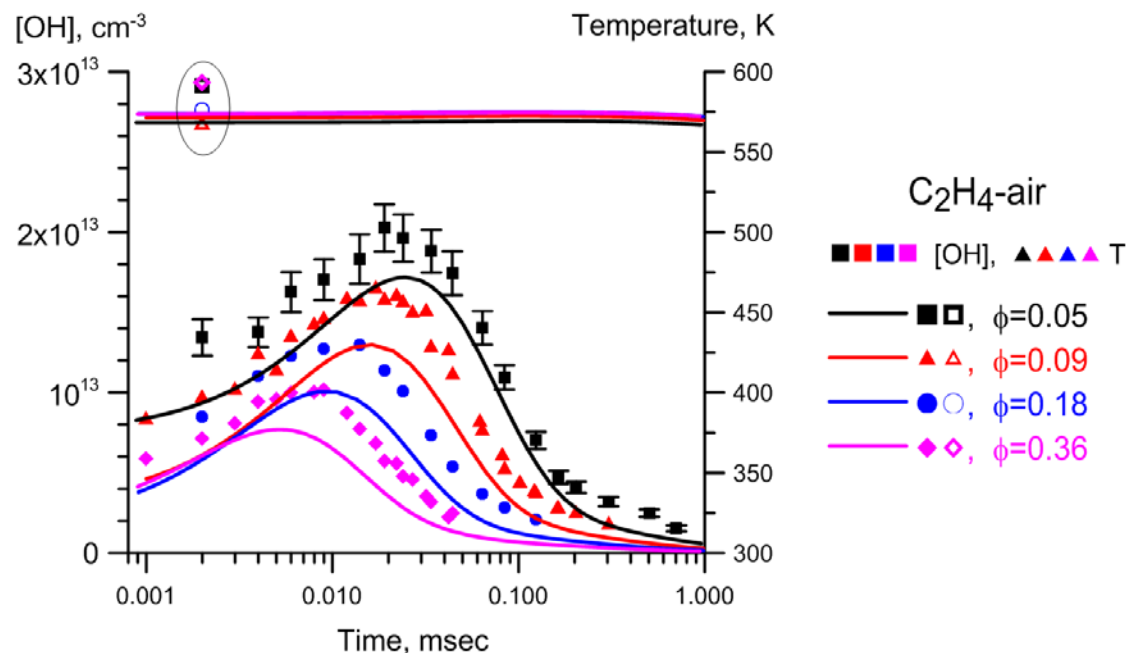 [OH], cm-3
Temperature, K
3x10^13
2x10^13
10^13
0
600
550
500
450
400
350
300
0.001
0.010
0.100
1.000
Time, msec
C2H4-air
[OH], T
, ϕ=0.05
, ϕ=0.09
, ϕ=0.18
, ϕ=0.36